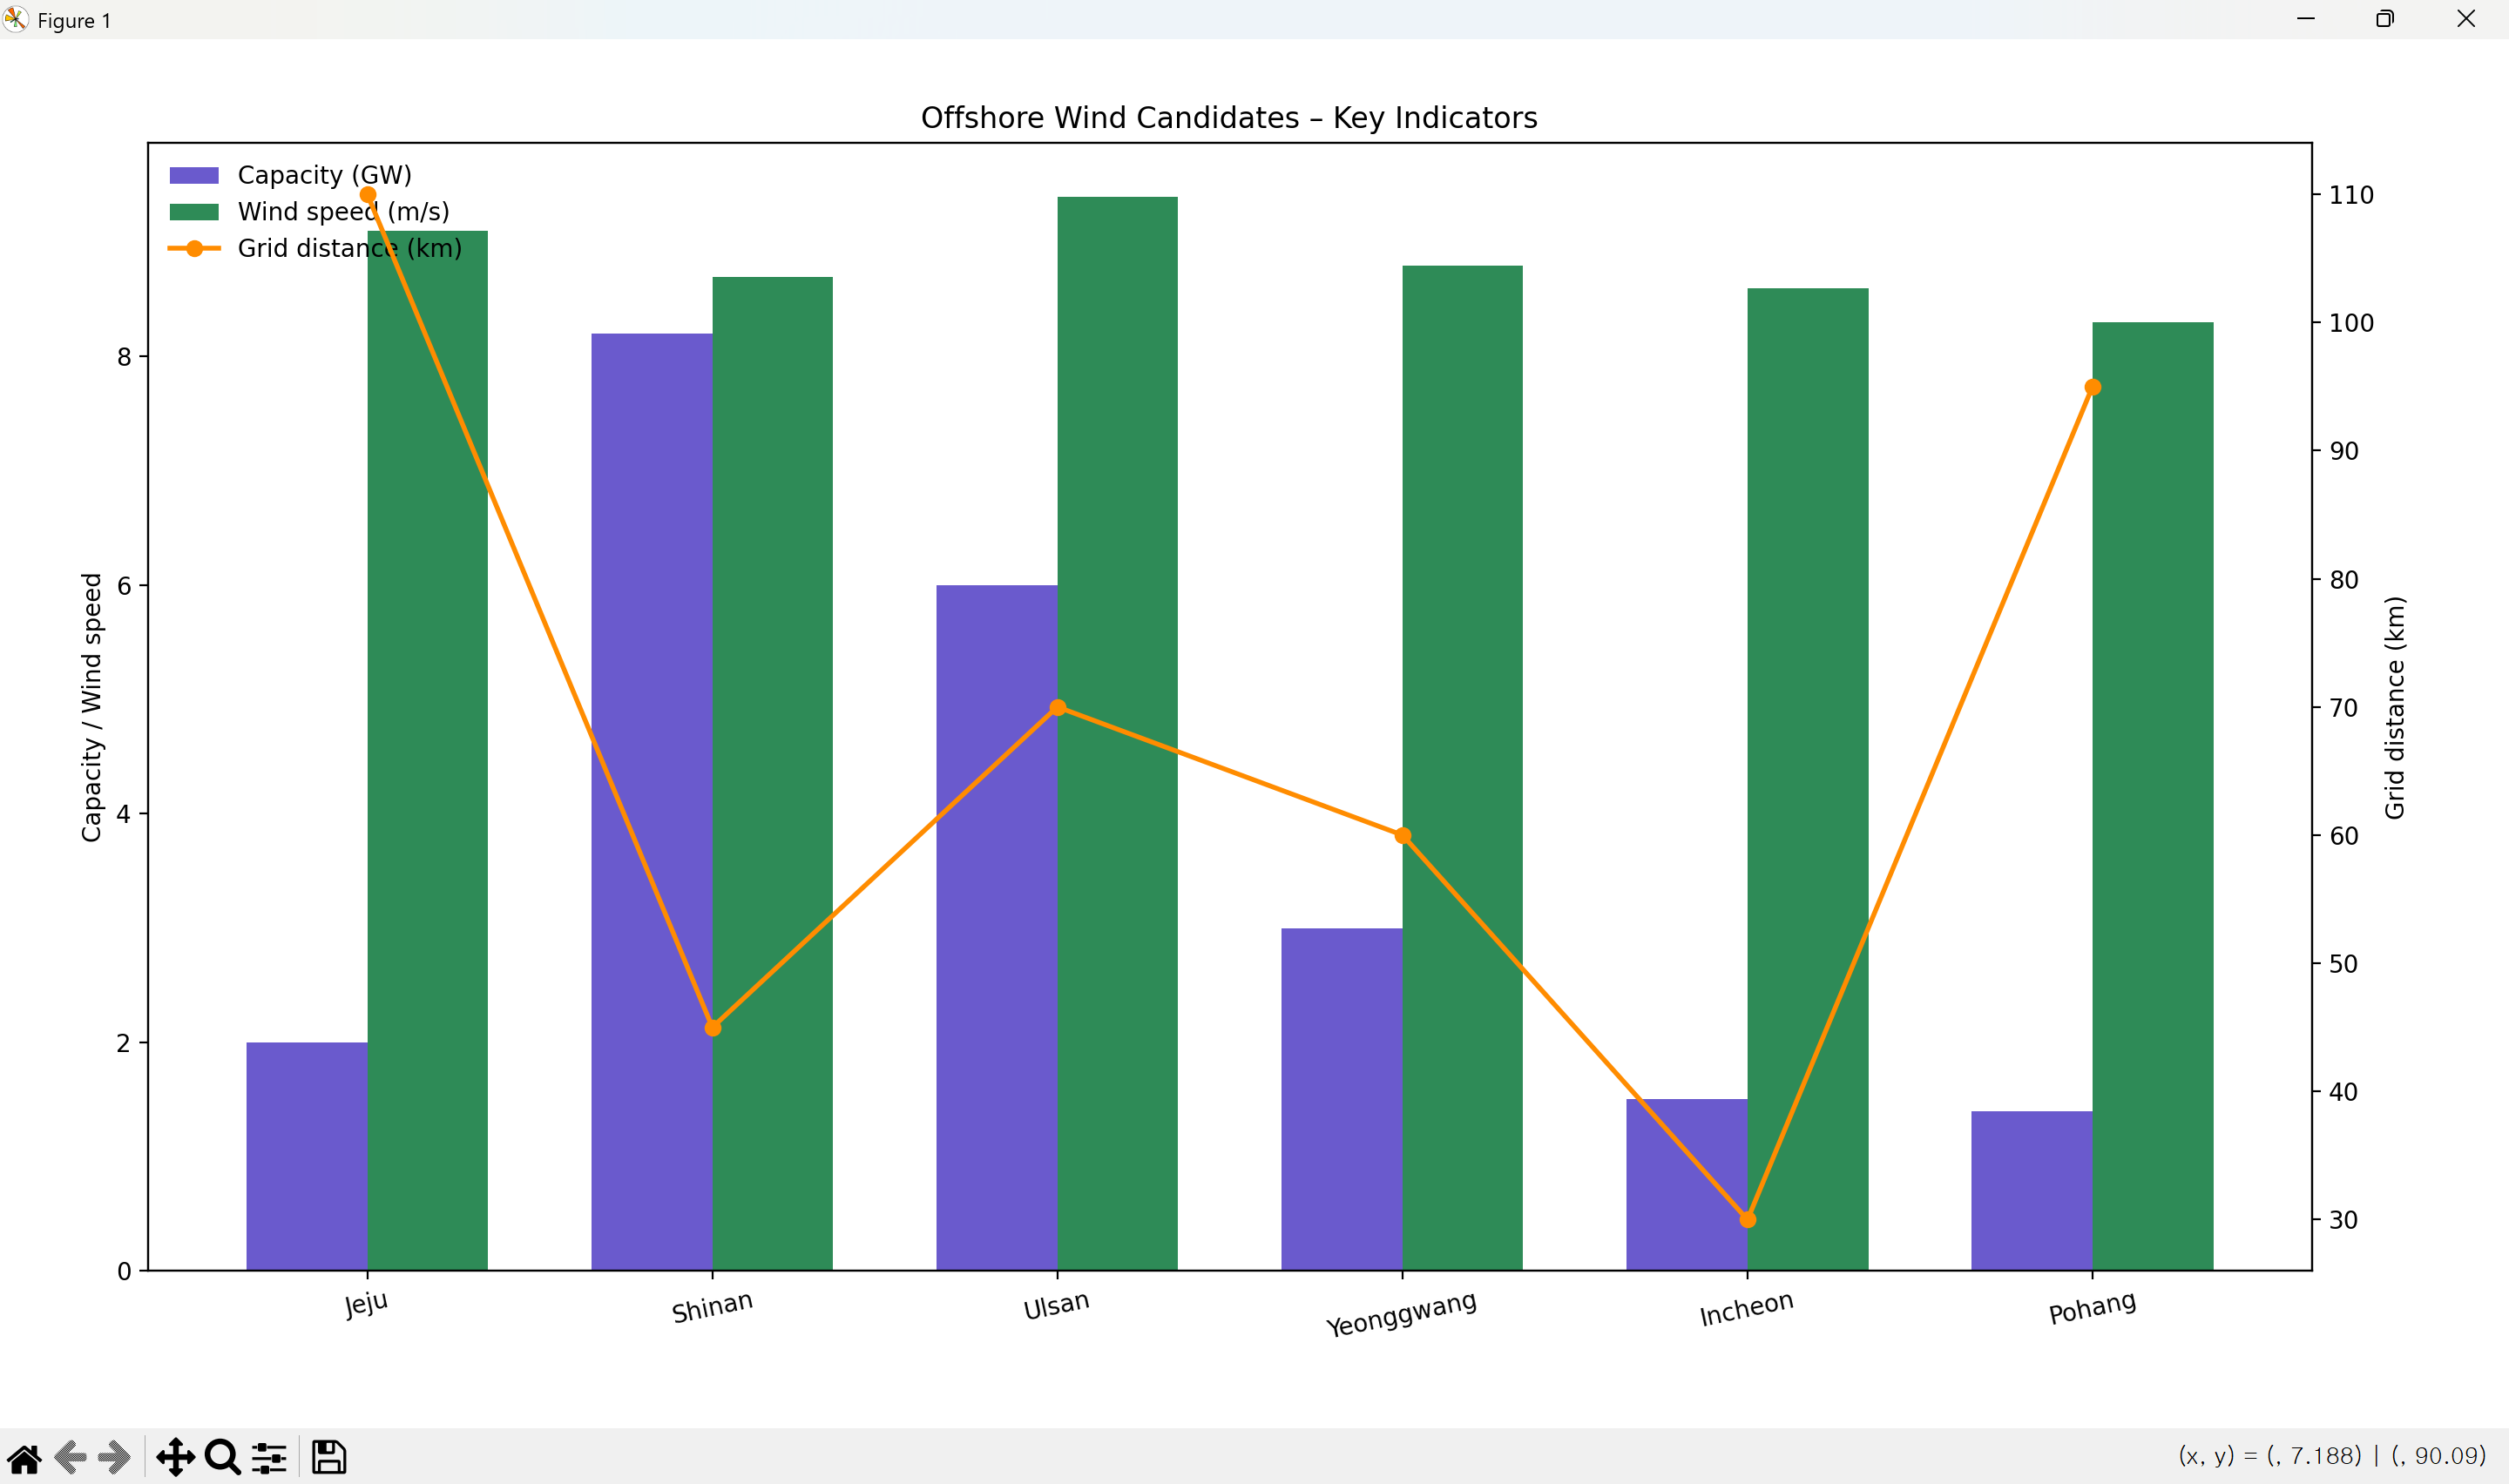 Figure 1
Offshore Wind Candidates – Key Indicators
Capacity (GW)
Wind speed (m/s)
Grid distance (km)
Capacity / Wind speed
8
6
4
2
0
110
100
90
80
70
60
50
40
30
Grid distance (km)
Jeju
Shinan
Ulsan
Yeonggwang
Incheon
Pohang
(x, y) = (, 7.188) | (, 90.09)